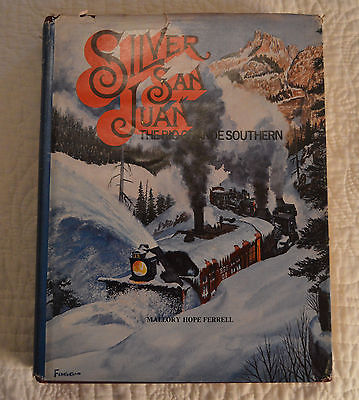 SILVER
SAN
JUAN
THE RIO GRANDE SOUTHERN
MALLORY HOPE FERRELL